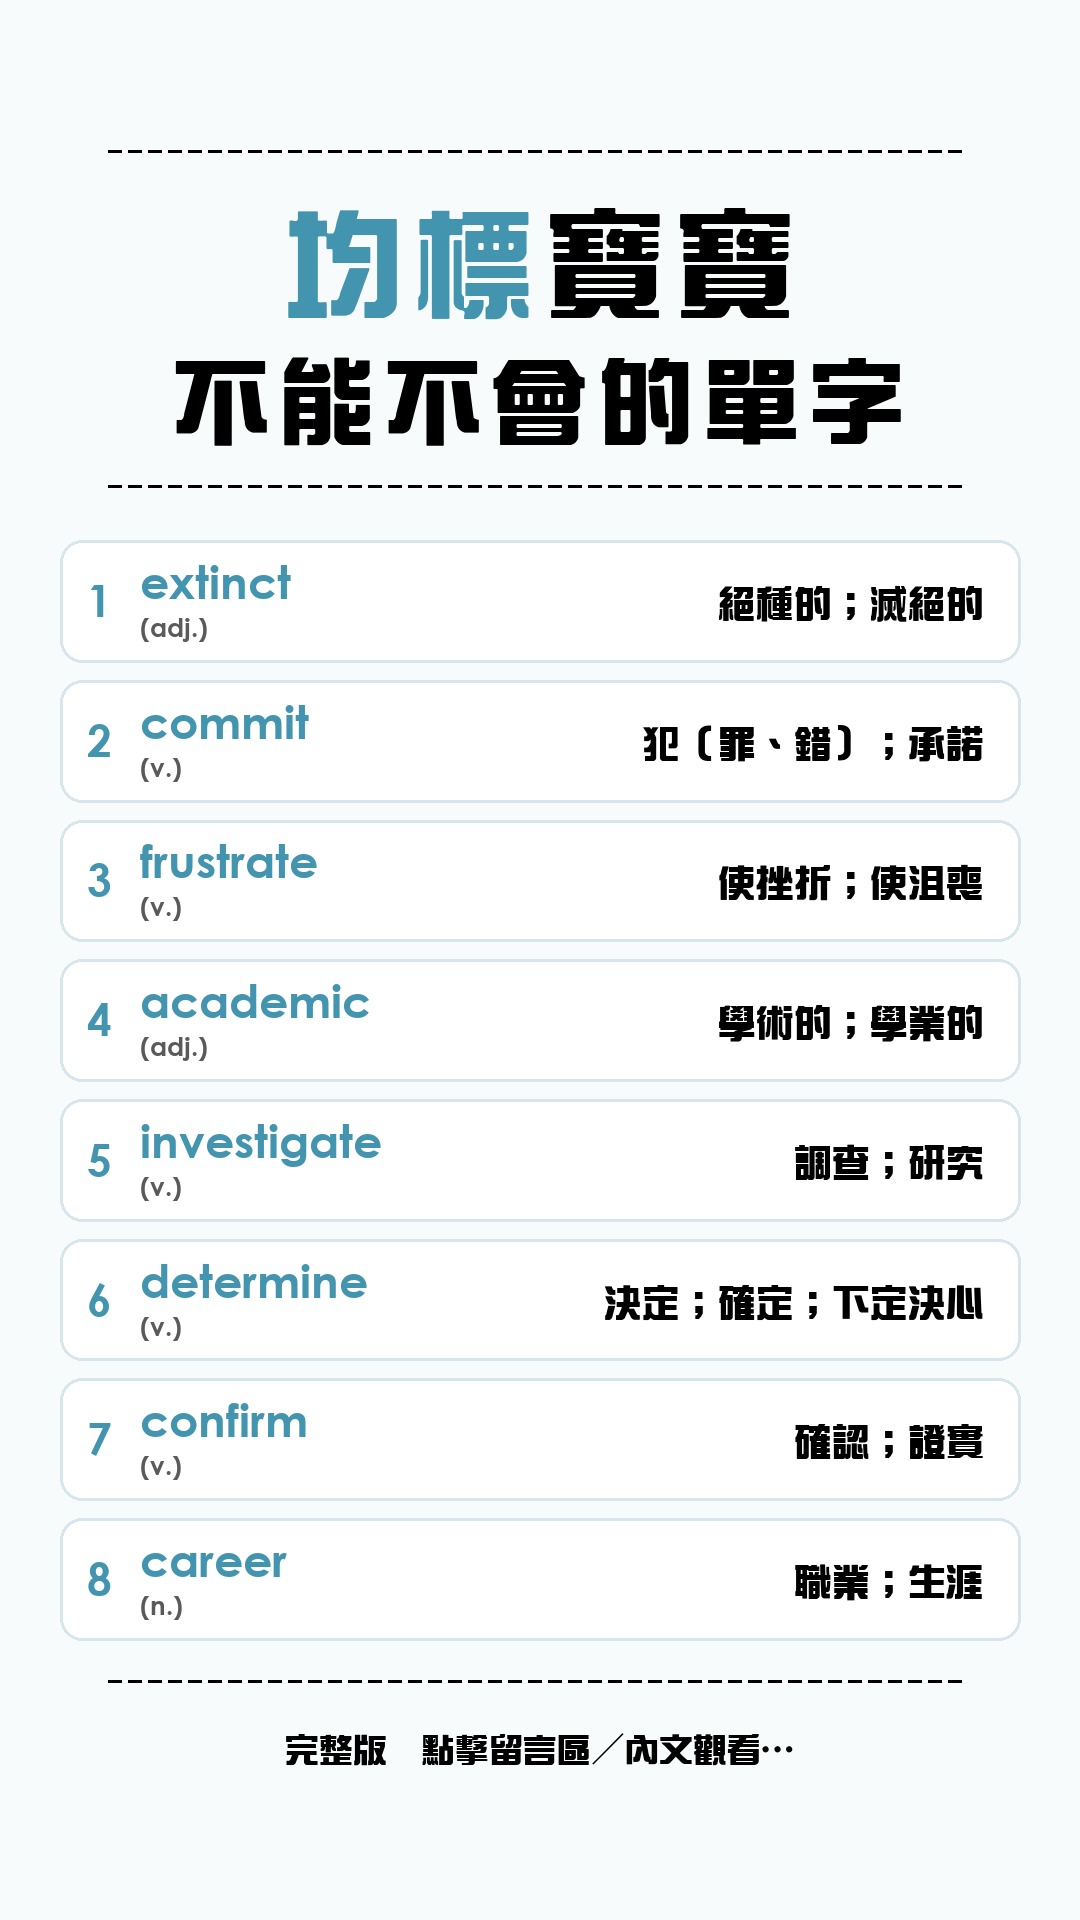 均標寶寶
不能不會的單字
1 extinct 絕種的；滅絕的
(adj.)
2 commit 犯（罪、錯）；承諾
(v.)
3 frustrate 使挫折；使沮喪
(v.)
4 academic 學術的；學業的
(adj.)
5 investigate 調查；研究
(v.)
6 determine 決定；確定；下定決心
(v.)
7 confirm 確認；證實
(v.)
8 career 職業；生涯
(n.)
完整版　點擊留言區／內文觀看…